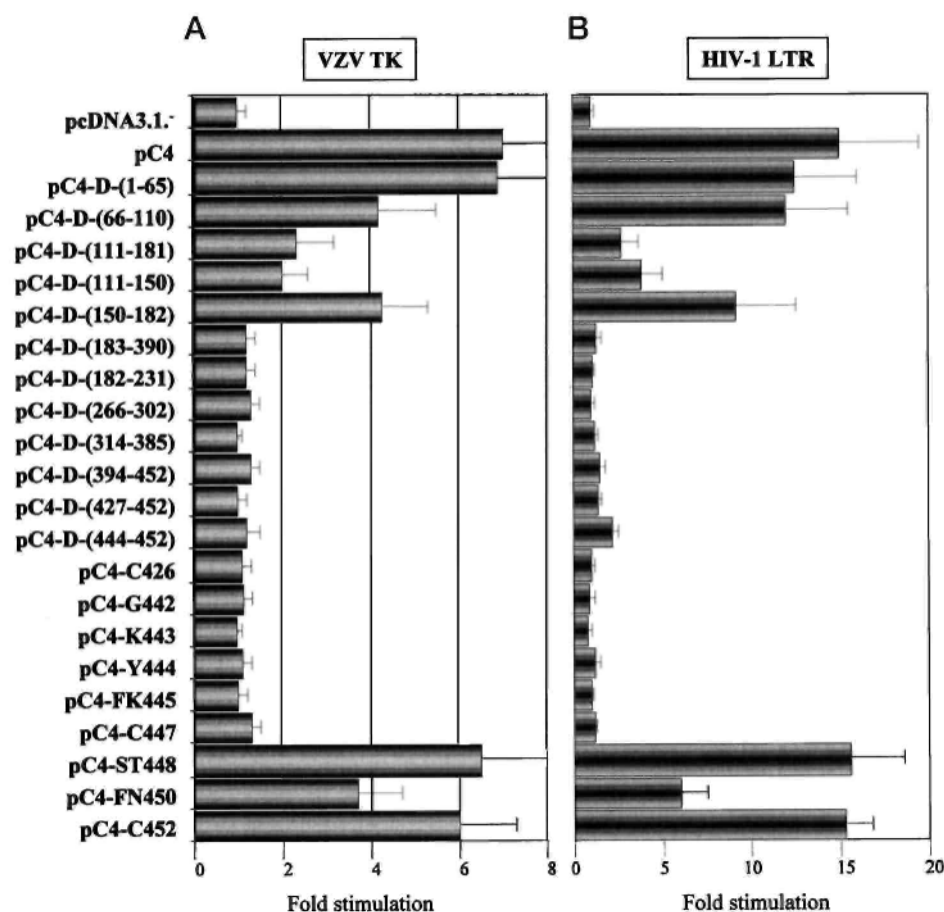 A
B
VZV TK
HIV-1 LTR
pcDNA3.1.-
pC4
pC4-D-(1-65)
pC4-D-(66-110)
pC4-D-(111-181)
pC4-D-(111-150)
pC4-D-(150-182)
pC4-D-(183-390)
pC4-D-(182-231)
pC4-D-(266-302)
pC4-D-(314-385)
pC4-D-(394-452)
pC4-D-(427-452)
pC4-D-(444-452)
pC4-C426
pC4-G442
pC4-K443
pC4-Y444
pC4-FK445
pC4-C447
pC4-ST448
pC4-FN450
pC4-C452
0 2 4 6 8
0 5 10 15 20
Fold stimulation
Fold stimulation